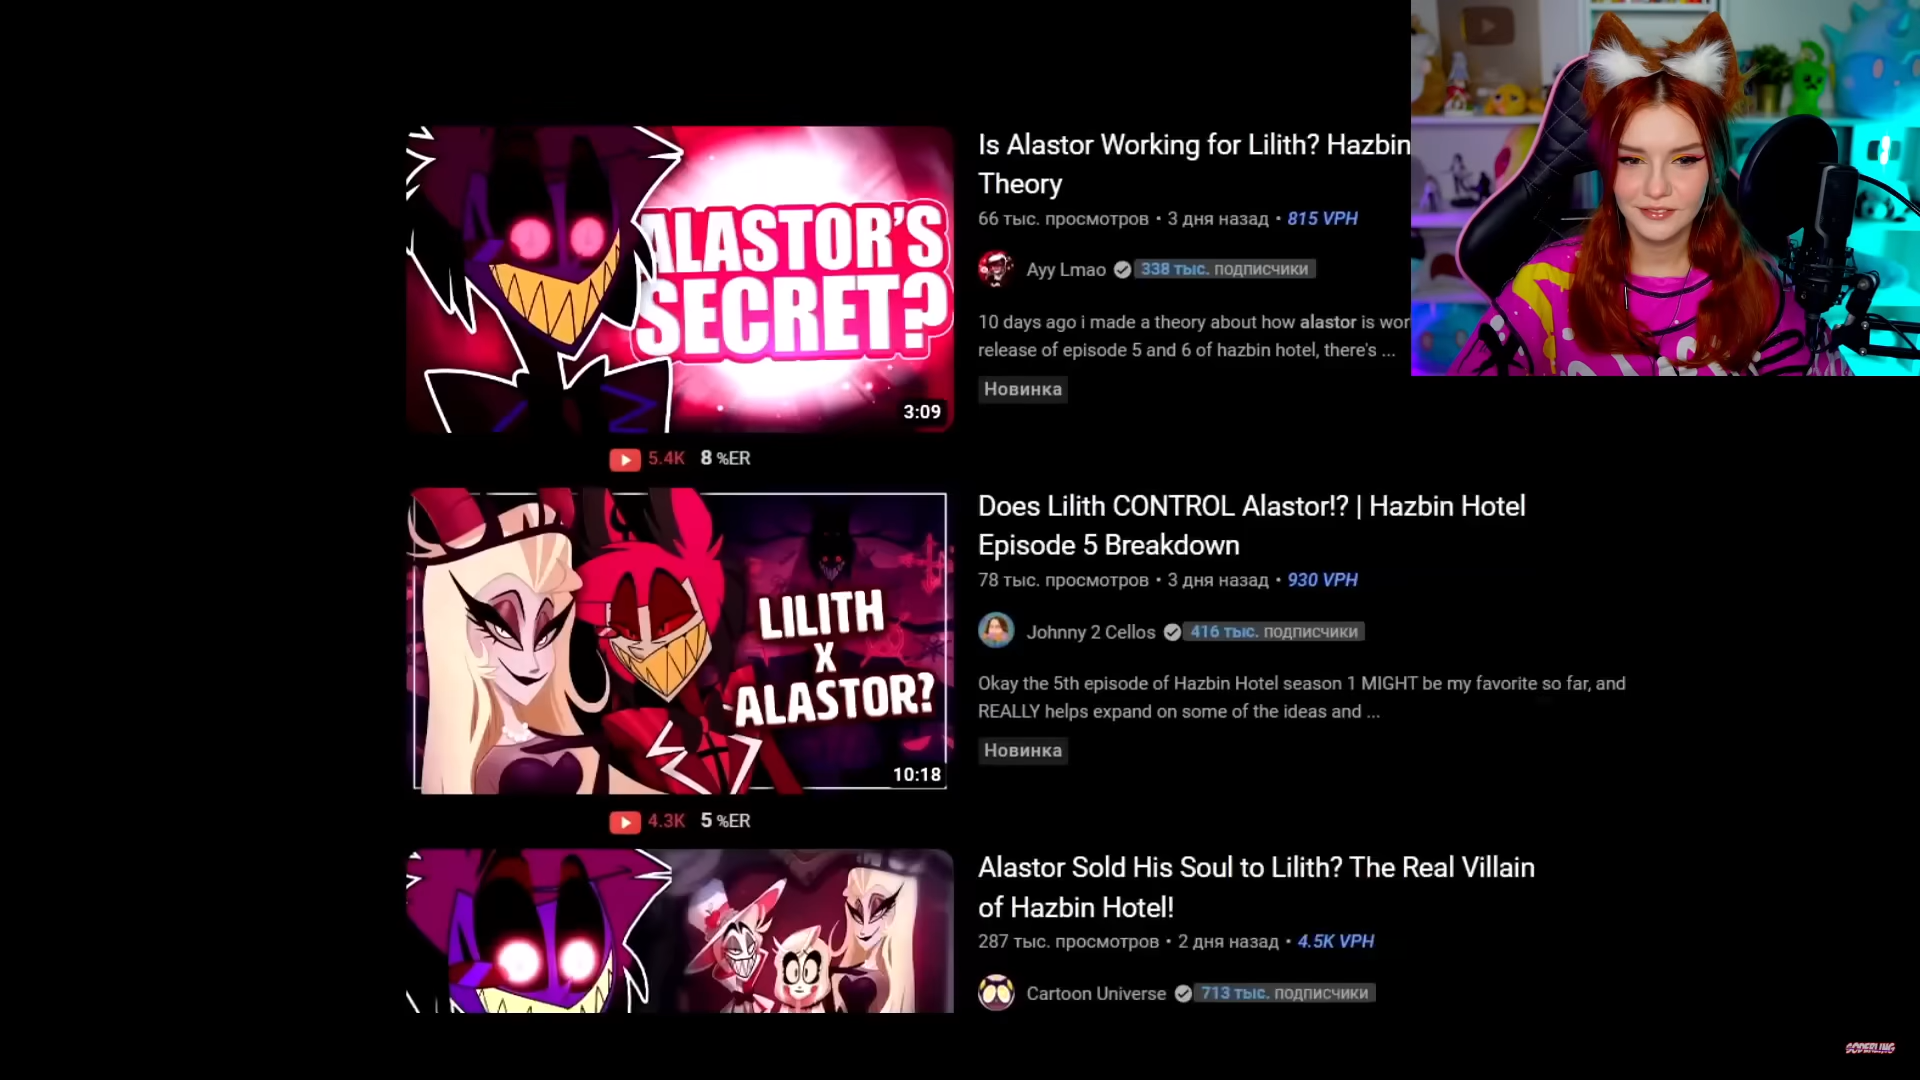 ALASTOR'S
SECRET?
3:09
5.4K 8 %ER
Is Alastor Working for Lilith? Hazbin
Theory
66 тыс. просмотров • 3 дня назад • 815 VPH
Ayy Lmao 338 тыс. подписчики
10 days ago i made a theory about how alastor is wor
release of episode 5 and 6 of hazbin hotel, there's ...
Новинка
LILITH
X
ALASTOR?
10:18
4.3K 5 %ER
Does Lilith CONTROL Alastor!? | Hazbin Hotel
Episode 5 Breakdown
78 тыс. просмотров • 3 дня назад • 930 VPH
Johnny 2 Cellos 416 тыс. подписчики
Okay the 5th episode of Hazbin Hotel season 1 MIGHT be my favorite so far, and
REALLY helps expand on some of the ideas and ...
Новинка
Alastor Sold His Soul to Lilith? The Real Villain
of Hazbin Hotel!
287 тыс. просмотров • 2 дня назад • 4.5K VPH
Cartoon Universe 713 тыс. подписчики
SODERLING